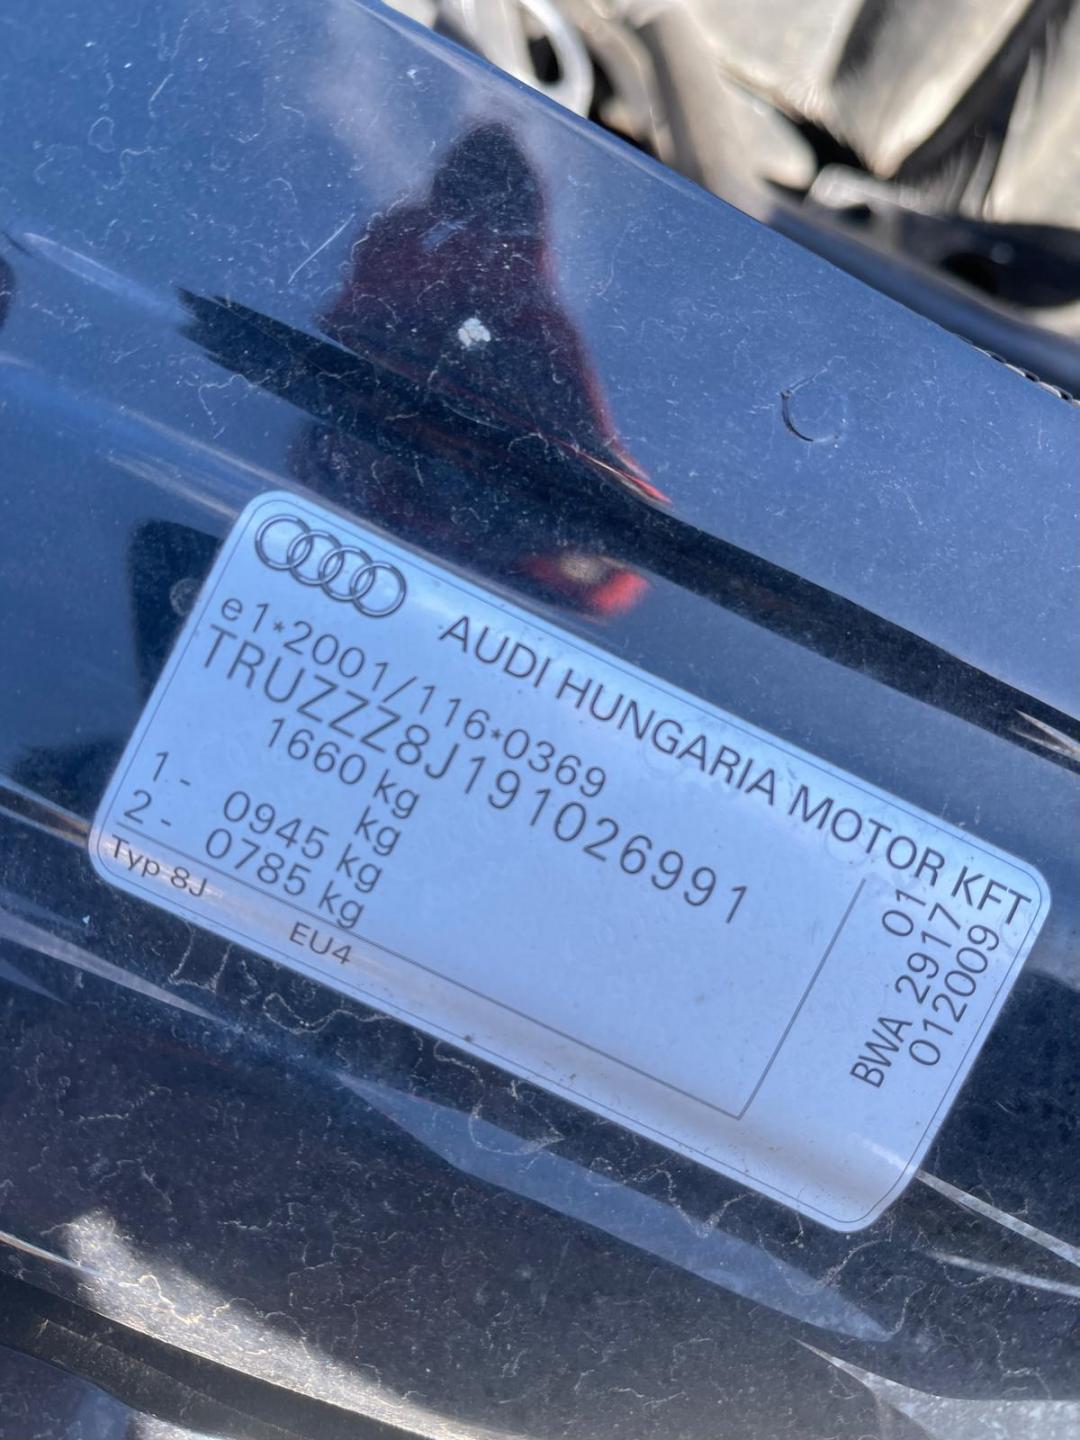 AUDI HUNGARIA MOTOR KFT
e1*2001/116*0369
TRUZZZ8J191026991
1660 kg
kg
1 - 0945 kg
2 - 0785 kg
Typ 8J
EU4
01
BWA 2917
012009